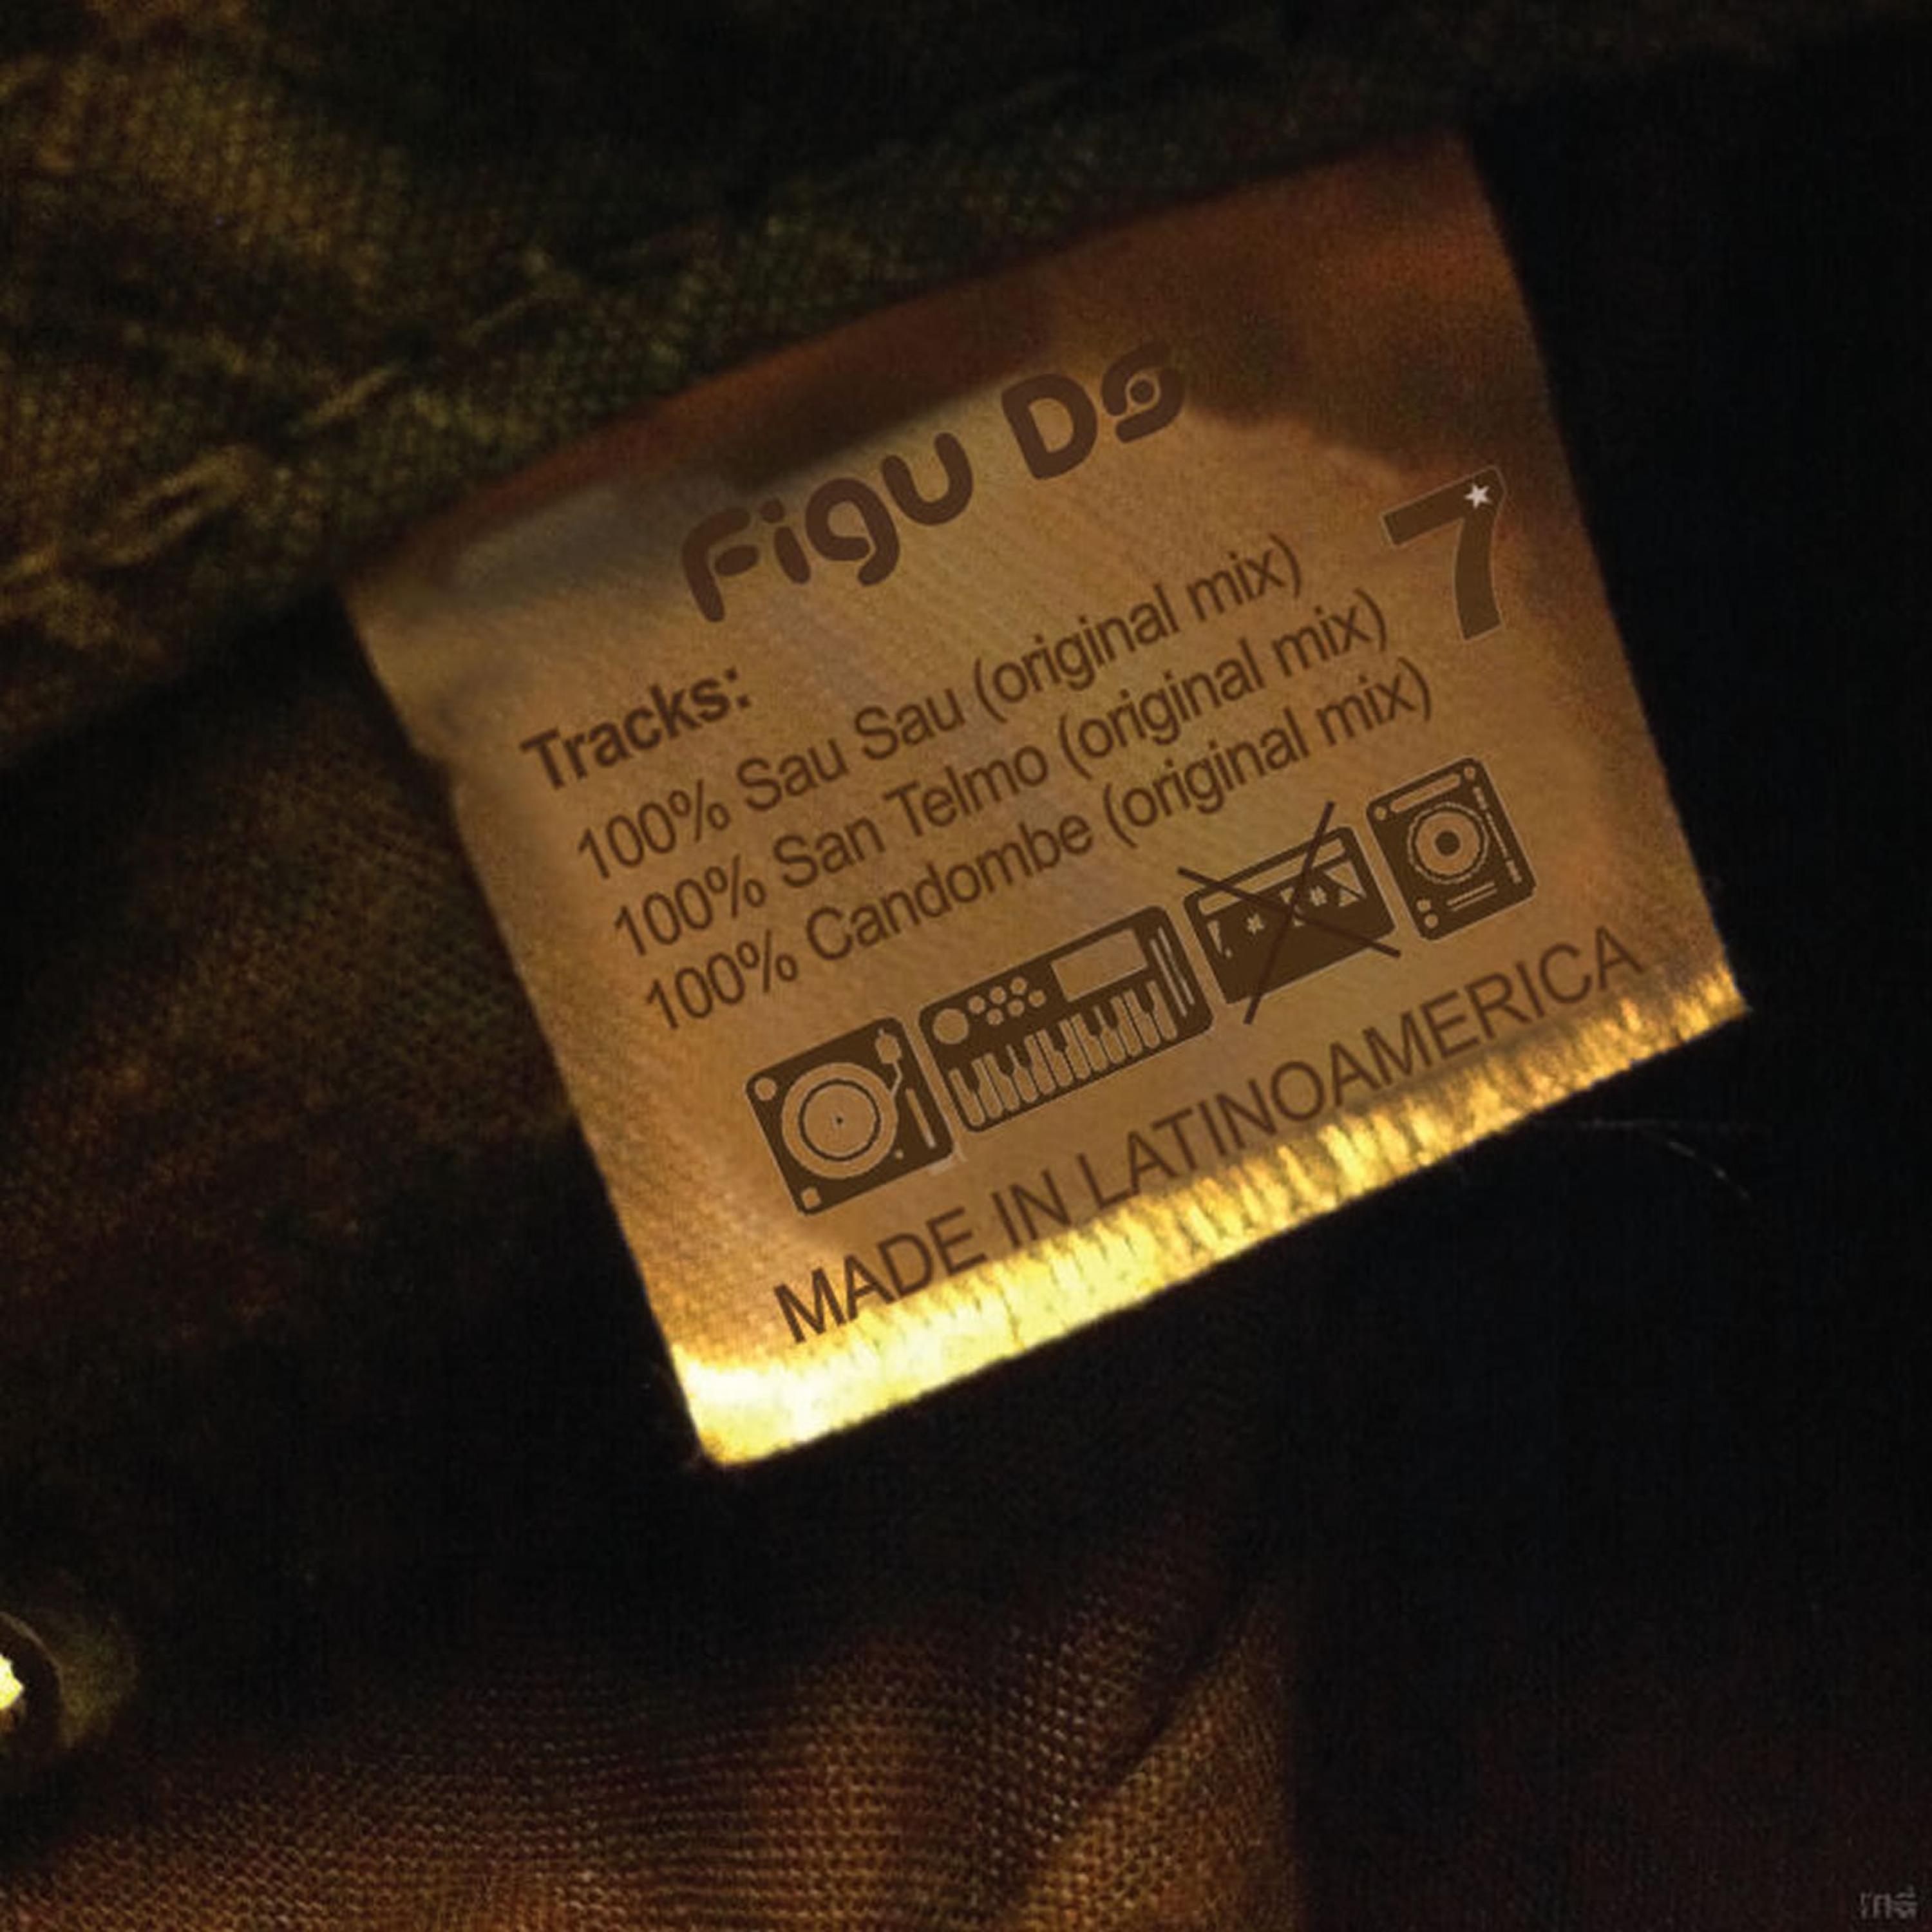 Figu Ds
7
Tracks:
100% Sau Sau (original mix)
100% San Telmo (original mix)
100% Candombe (original mix)
MADE IN LATINOAMERICA